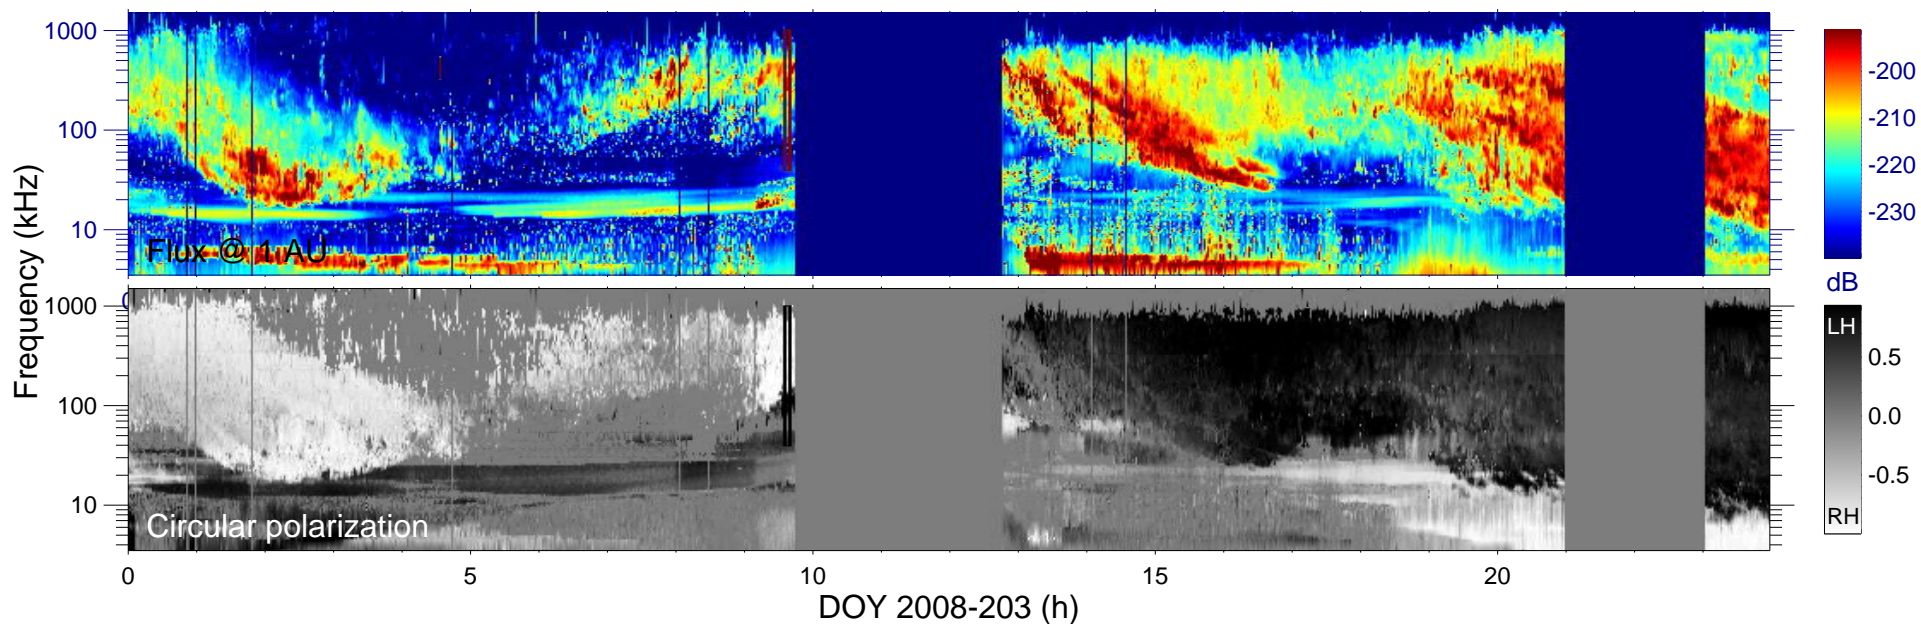 1000
100
10
Flux @ 1 AU
-200
-210
-220
-230
dB
Frequency (kHz)
0
1000
100
10
Circular polarization
LH
0.5
0.0
-0.5
RH
0 5 10 15 20
DOY 2008-203 (h)